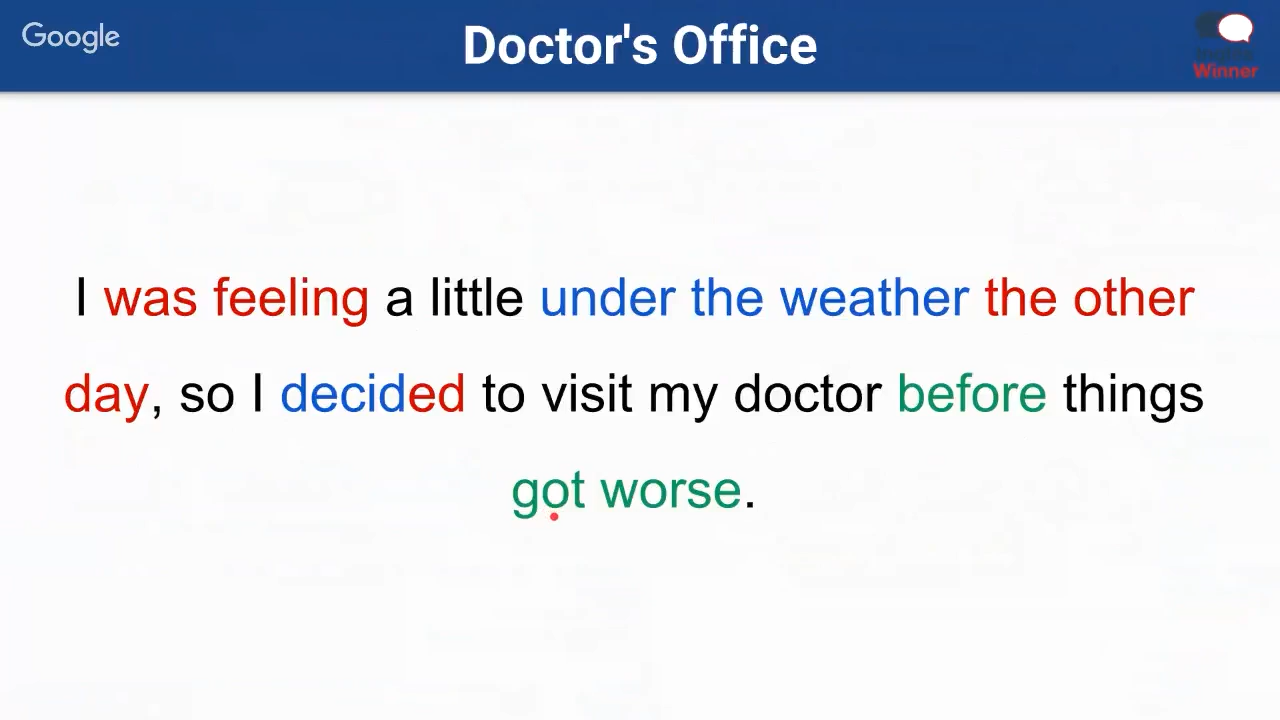 Google
Doctor's Office
Winner
I was feeling a little under the weather the other
day, so I decided to visit my doctor before things
got worse.